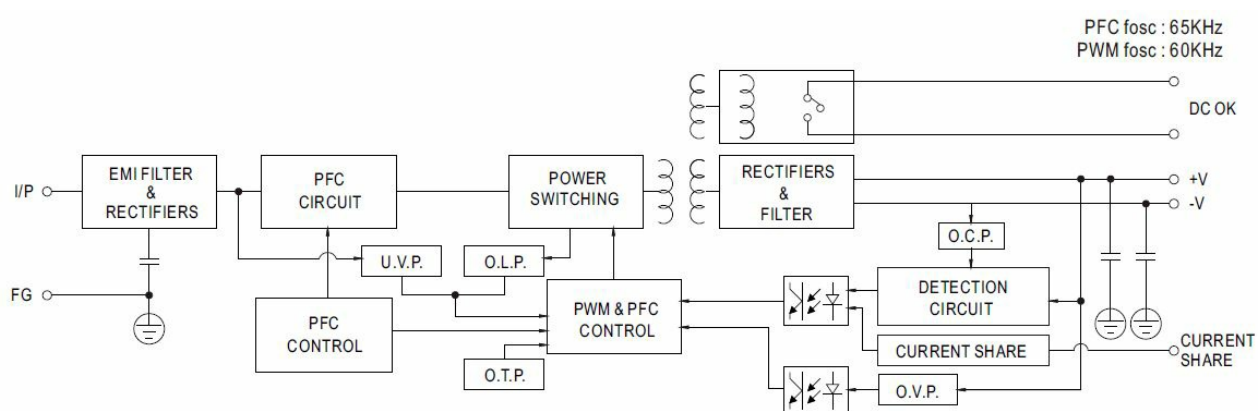 PFC fosc : 65KHz
PWM fosc : 60KHz
DC OK
I/P
EMI FILTER
&
RECTIFIERS
PFC
CIRCUIT
POWER
SWITCHING
RECTIFIERS
&
FILTER
+V
-V
U.V.P.
O.L.P.
O.C.P.
FG
PFC
CONTROL
PWM & PFC
CONTROL
DETECTION
CIRCUIT
O.T.P.
CURRENT SHARE
CURRENT
SHARE
O.V.P.